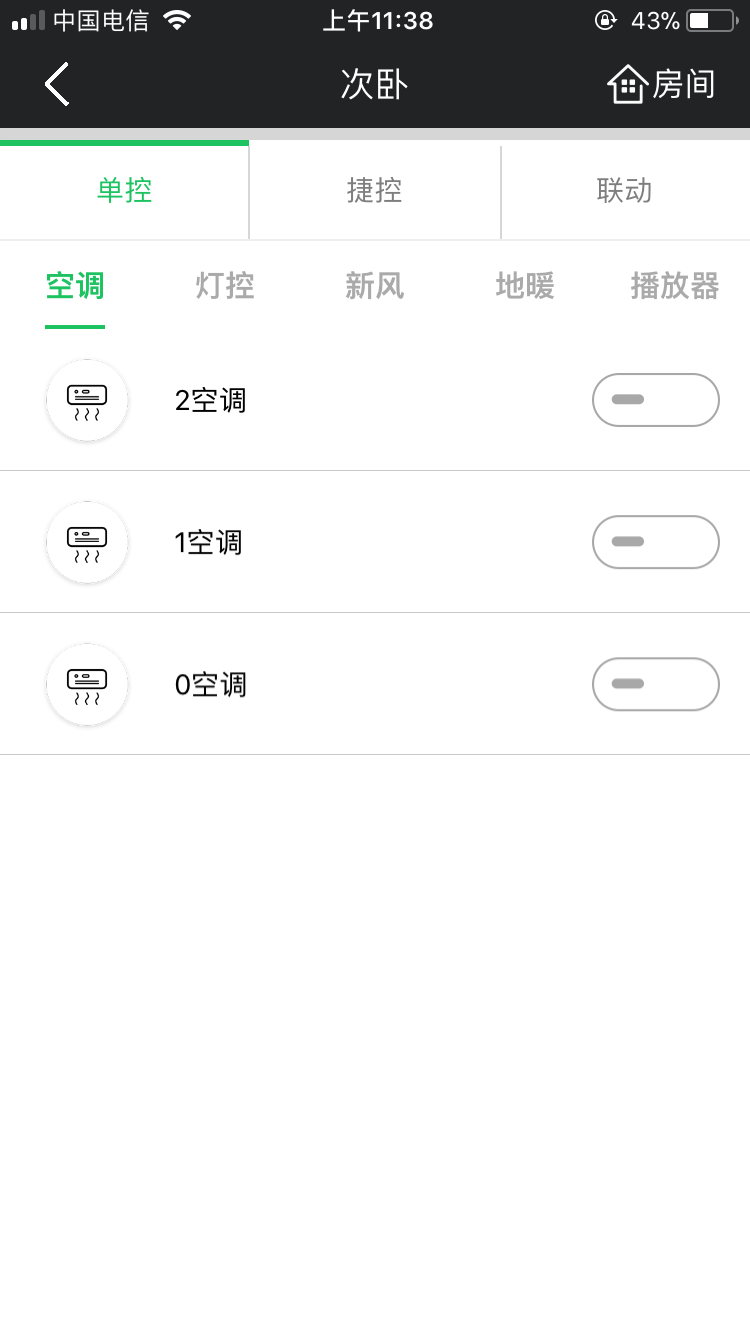 中国电信 上午11:38 43%
次卧 房间
单控 捷控 联动
空调 灯控 新风 地暖 播放器
2空调
1空调
0空调